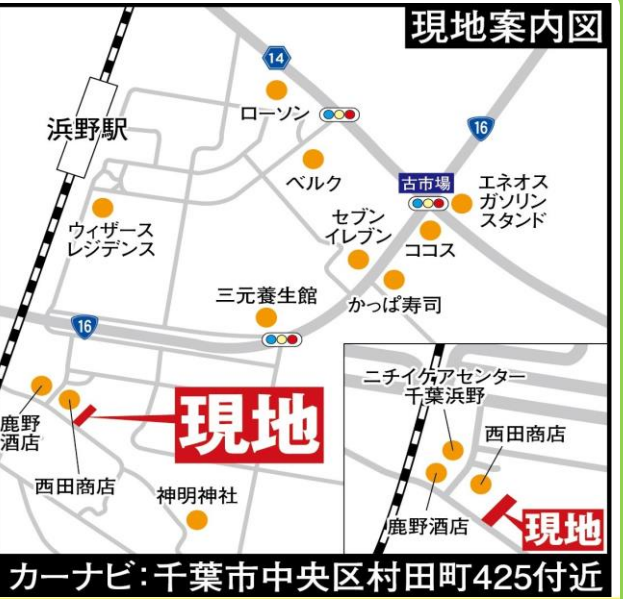 現地案内図
14
ローソン
浜野駅
16
ベルク
古市場
エネオス
ガソリン
スタンド
ウィザース
レジデンス
セブン
イレブン
ココス
三元養生館
かっぱ寿司
16
鹿野
酒店
現地
西田商店
神明神社
ニチイケアセンター
千葉浜野
西田商店
鹿野酒店
現地
カーナビ:千葉市中央区村田町425付近